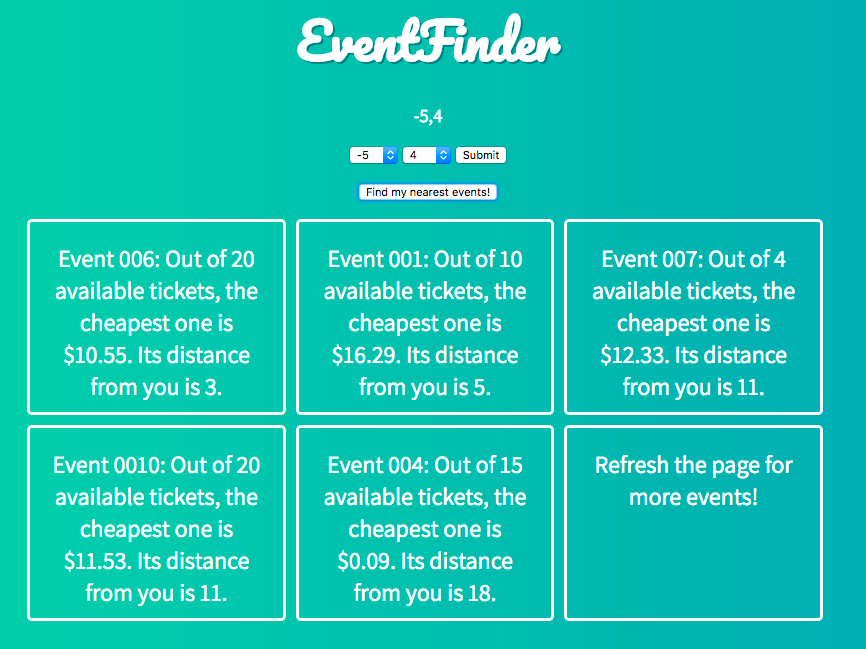 EventFinder
-5,4
-5 4 Submit
Find my nearest events!
Event 006: Out of 20
available tickets, the
cheapest one is
$10.55. Its distance
from you is 3.
Event 001: Out of 10
available tickets, the
cheapest one is
$16.29. Its distance
from you is 5.
Event 007: Out of 4
available tickets, the
cheapest one is
$12.33. Its distance
from you is 11.
Event 0010: Out of 20
available tickets, the
cheapest one is
$11.53. Its distance
from you is 11.
Event 004: Out of 15
available tickets, the
cheapest one is
$0.09. Its distance
from you is 18.
Refresh the page for
more events!